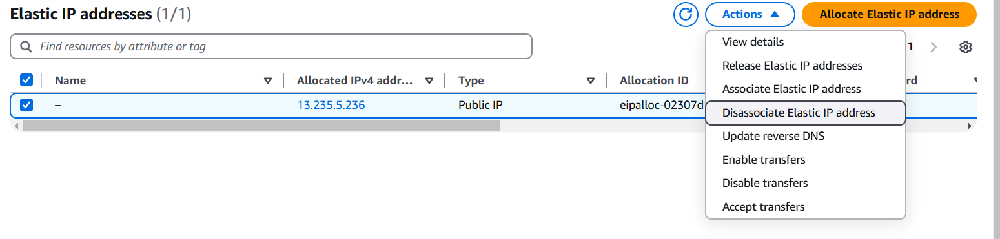 Elastic IP addresses (1/1)
Actions
Allocate Elastic IP address
Find resources by attribute or tag
1
View details
Release Elastic IP addresses
Associate Elastic IP address
Disassociate Elastic IP address
Update reverse DNS
Enable transfers
Disable transfers
Accept transfers
Name Allocated IPv4 addr... Type Allocation ID
– 13.235.5.236 Public IP eipalloc-02307d